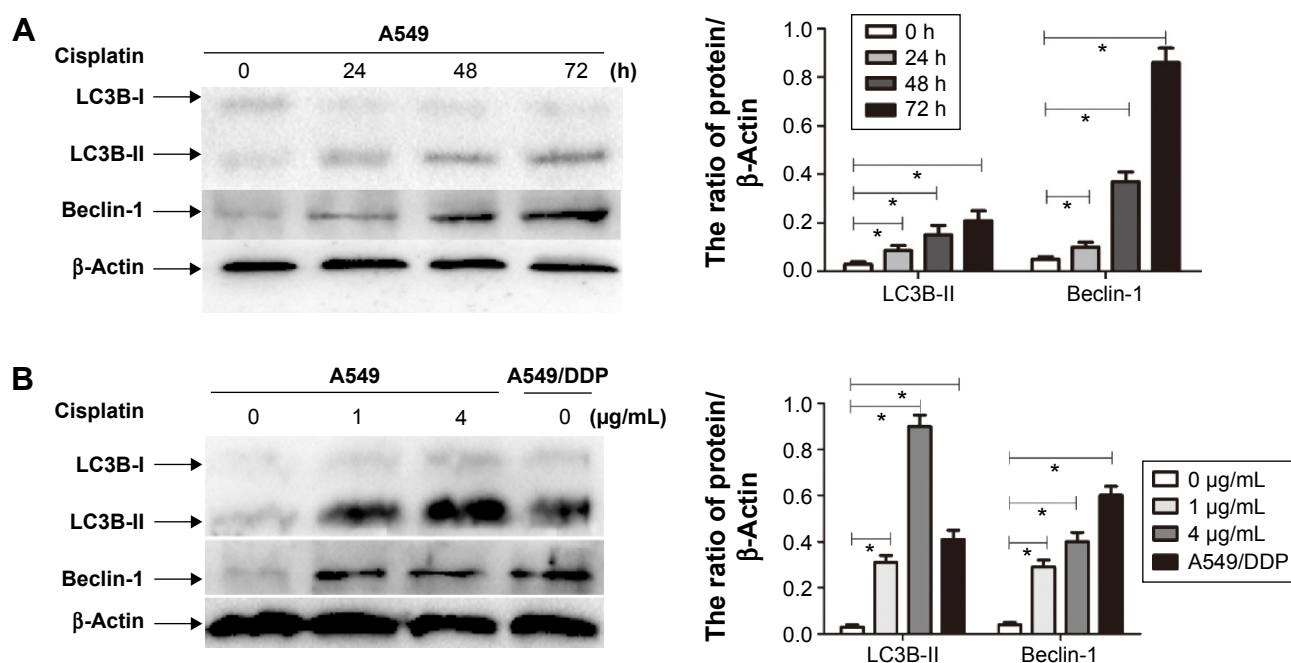 A
A549
Cisplatin
0 24 48 72 (h)
LC3B-I
LC3B-II
Beclin-1
β-Actin
The ratio of protein/
β-Actin
1.0
0.8
0.6
0.4
0.2
0.0
0 h
24 h
48 h
72 h
* * * * * *
LC3B-II Beclin-1
B
A549 A549/DDP
Cisplatin
0 1 4 0 (µg/mL)
LC3B-I
LC3B-II
Beclin-1
β-Actin
The ratio of protein/
β-Actin
1.0
0.8
0.6
0.4
0.2
0.0
* * * * * *
LC3B-II Beclin-1
0 µg/mL
1 µg/mL
4 µg/mL
A549/DDP